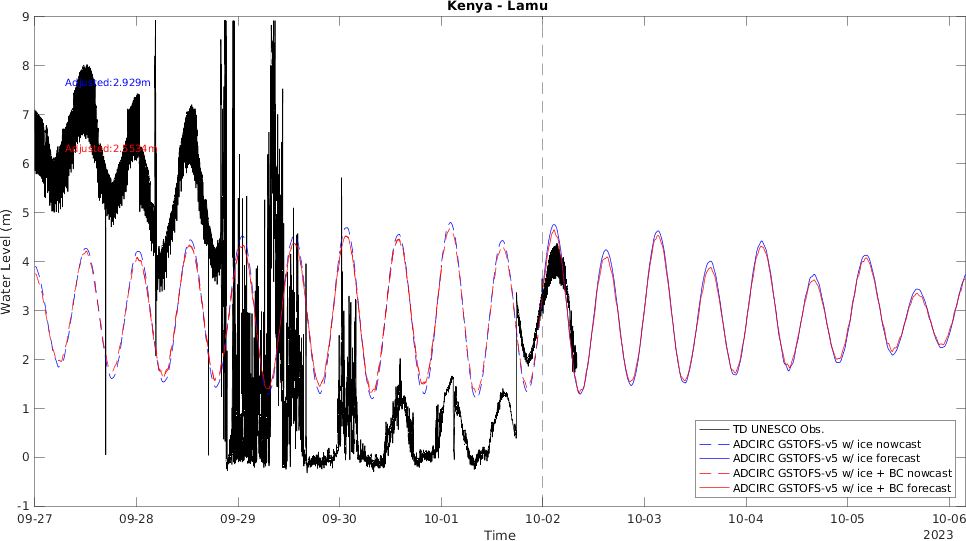 Kenya - Lamu
Water Level (m)
9
8
7
6
5
4
3
2
1
0
-1
Adjusted:2.929m
Adjusted:2.5534m
TD UNESCO Obs.
ADCIRC GSTOFS-v5 w/ ice nowcast
ADCIRC GSTOFS-v5 w/ ice forecast
ADCIRC GSTOFS-v5 w/ ice + BC nowcast
ADCIRC GSTOFS-v5 w/ ice + BC forecast
09-27 09-28 09-29 09-30 10-01 10-02 10-03 10-04 10-05 10-06
Time
2023